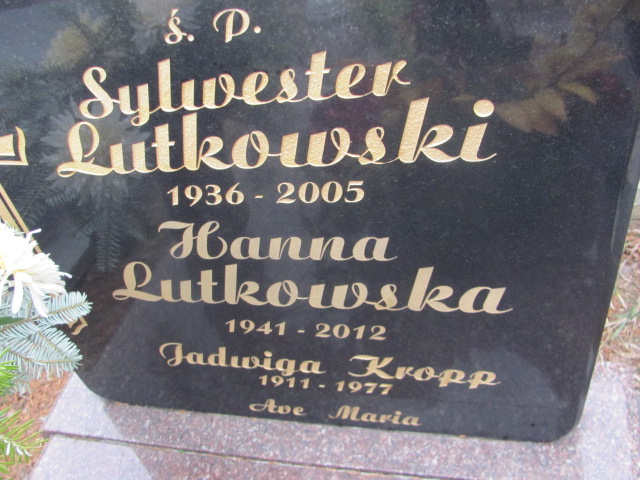 ś. P.
Sylwester
Lutkowski
1936 - 2005
Hanna
Lutkowska
1941 - 2012
Jadwiga Kropp
1911 - 1977
Ave Maria